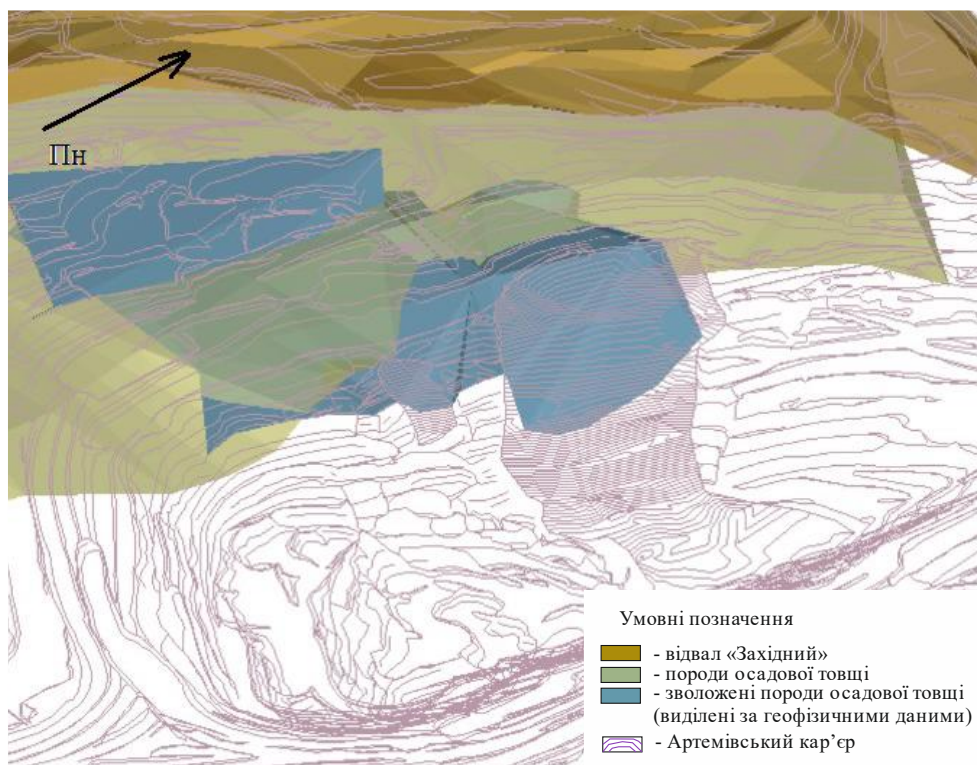 Пн
Умовні позначення
- відвал «Західний»
- породи осадової товщі
- зволожені породи осадової товщі
(виділені за геофізичними даними)
- Артемівський кар’єр